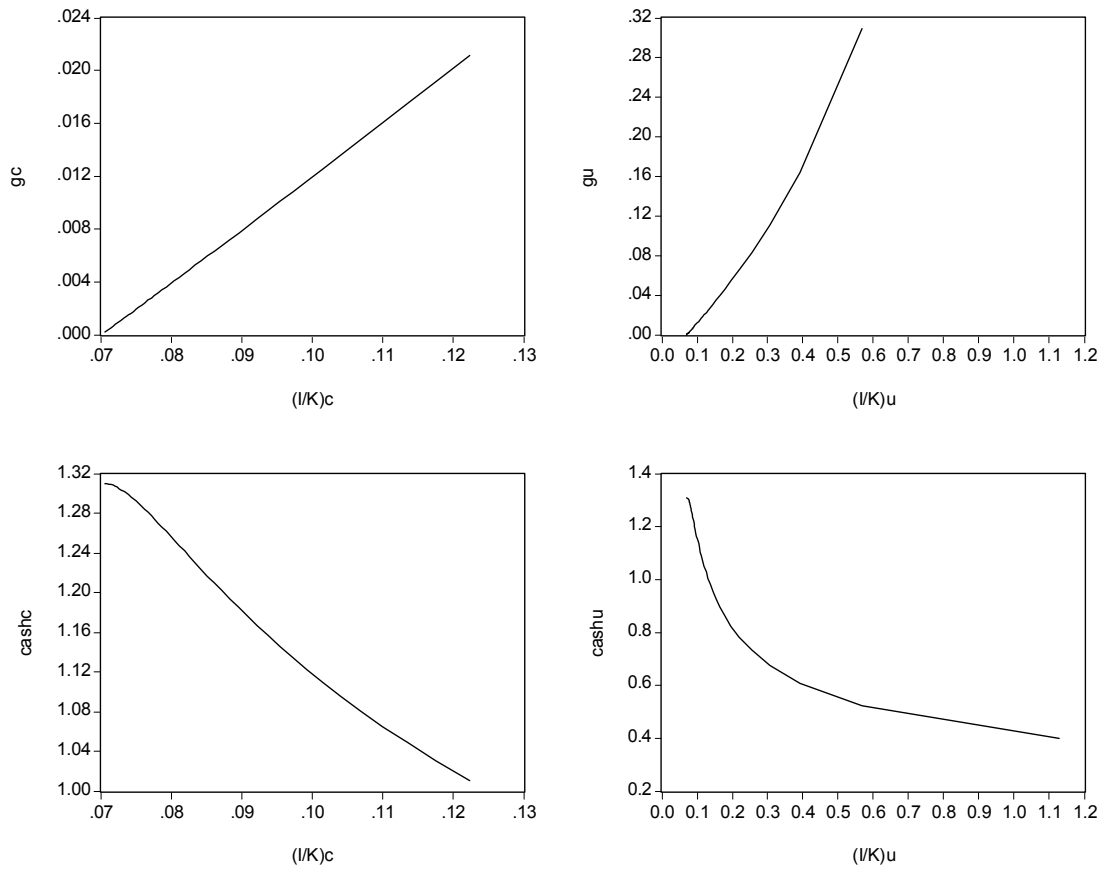 .024
.020
.016
.012
.008
.004
.000
gc
.07 .08 .09 .10 .11 .12 .13
(I/K)c
.32
.28
.24
.20
.16
.12
.08
.04
.00
gu
0.0 0.1 0.2 0.3 0.4 0.5 0.6 0.7 0.8 0.9 1.0 1.1 1.2
(I/K)u
1.32
1.28
1.24
1.20
1.16
1.12
1.08
1.04
1.00
cashc
.07 .08 .09 .10 .11 .12 .13
(I/K)c
1.4
1.2
1.0
0.8
0.6
0.4
0.2
cashu
0.0 0.1 0.2 0.3 0.4 0.5 0.6 0.7 0.8 0.9 1.0 1.1 1.2
(I/K)u